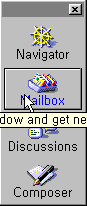 Navigator
Mailbox
dow and get ne
Discussions
Composer